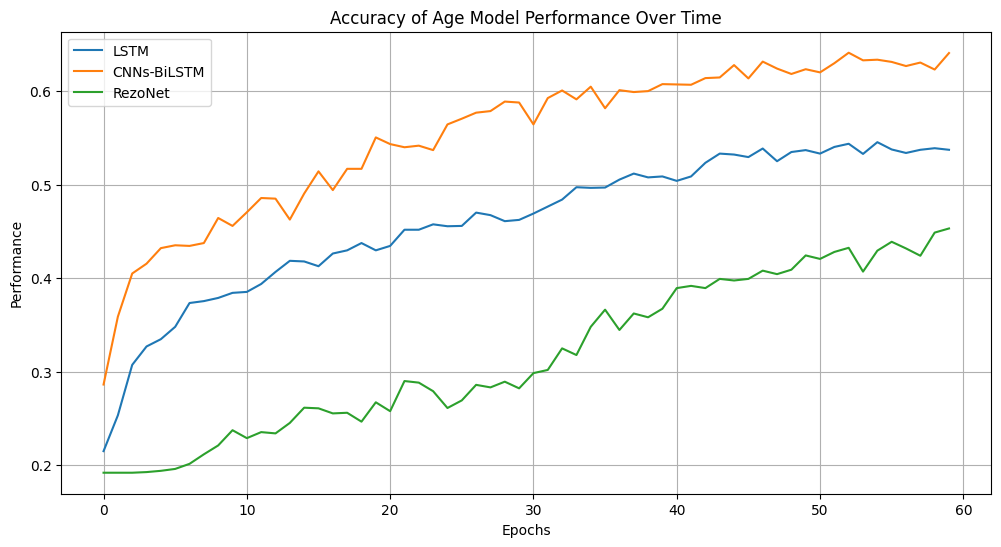 Accuracy of Age Model Performance Over Time
LSTM
CNNs-BiLSTM
RezoNet
Performance
0.6
0.5
0.4
0.3
0.2
0 10 20 30 40 50 60
Epochs